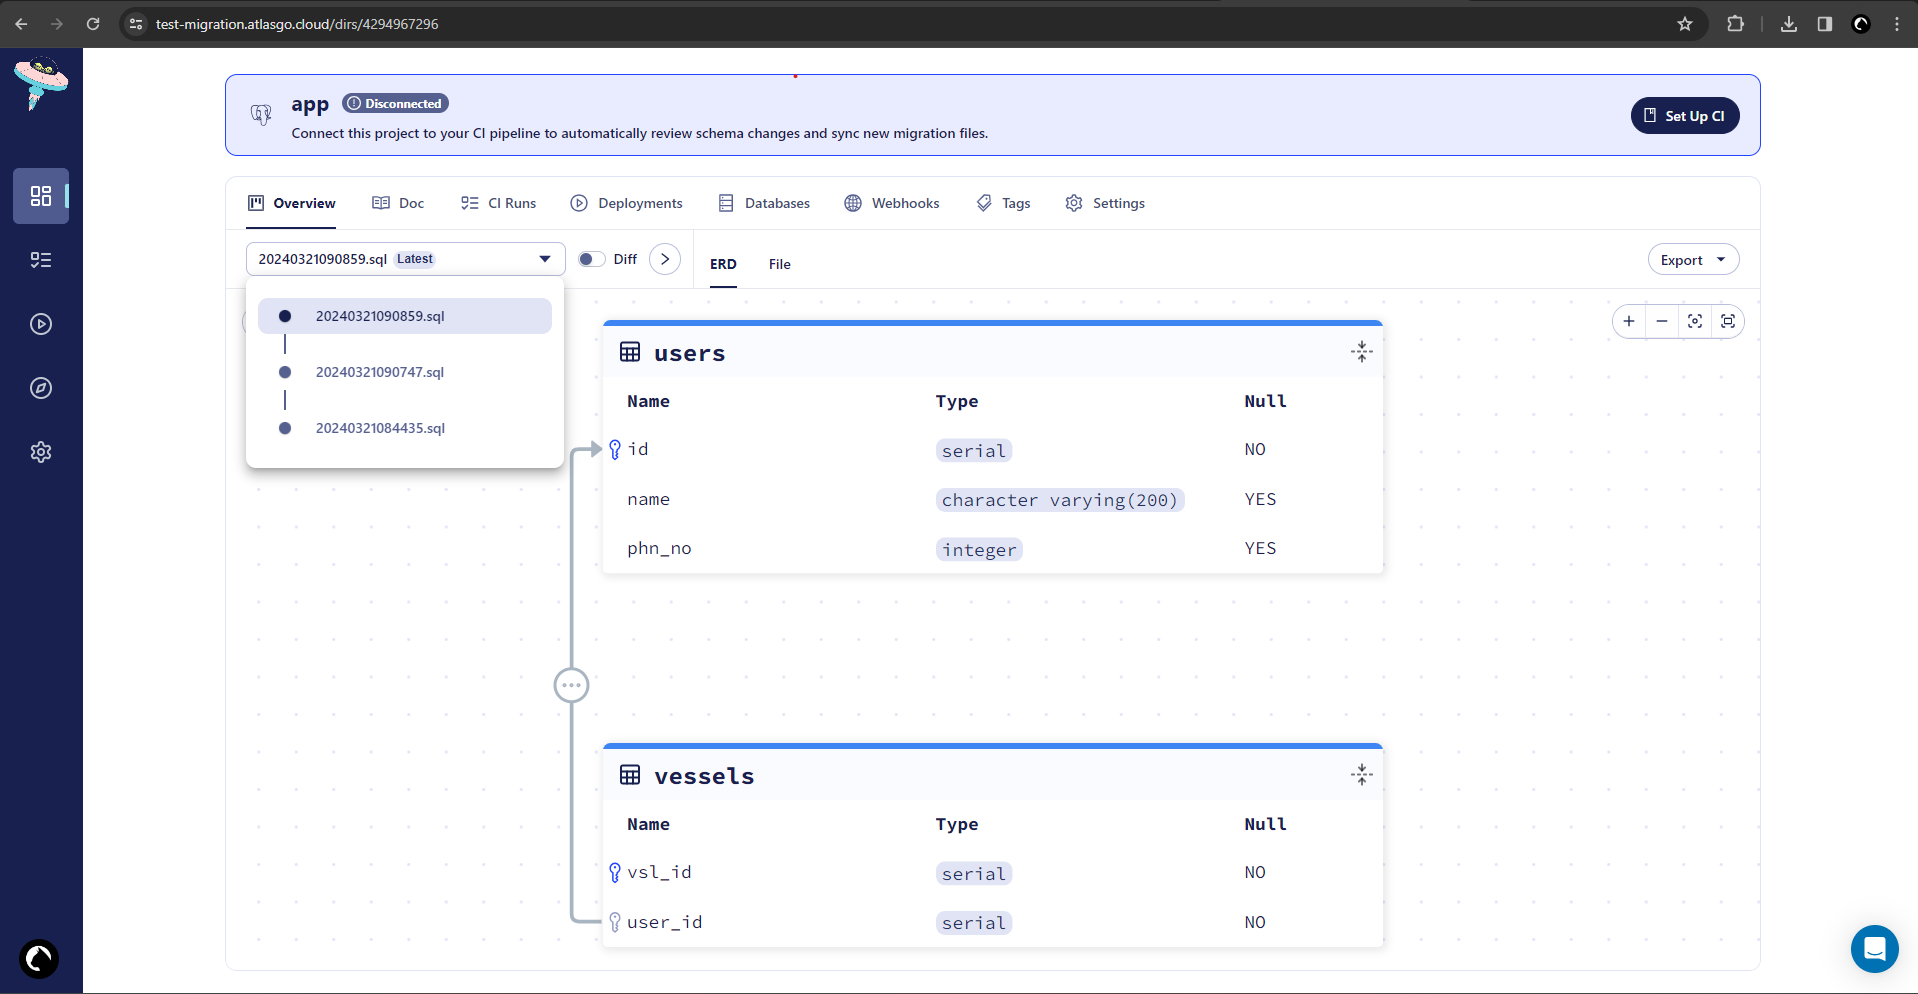 test-migration.atlasgo.cloud/dirs/4294967296
app Disconnected
Connect this project to your CI pipeline to automatically review schema changes and sync new migration files.
Set Up CI
Overview Doc CI Runs Deployments Databases Webhooks Tags Settings
20240321090859.sql Latest Diff ERD File Export
20240321090859.sql
20240321090747.sql
20240321084435.sql
users
Name Type Null
id serial NO
name character varying(200) YES
phn_no integer YES
vessels
Name Type Null
vsl_id serial NO
user_id serial NO